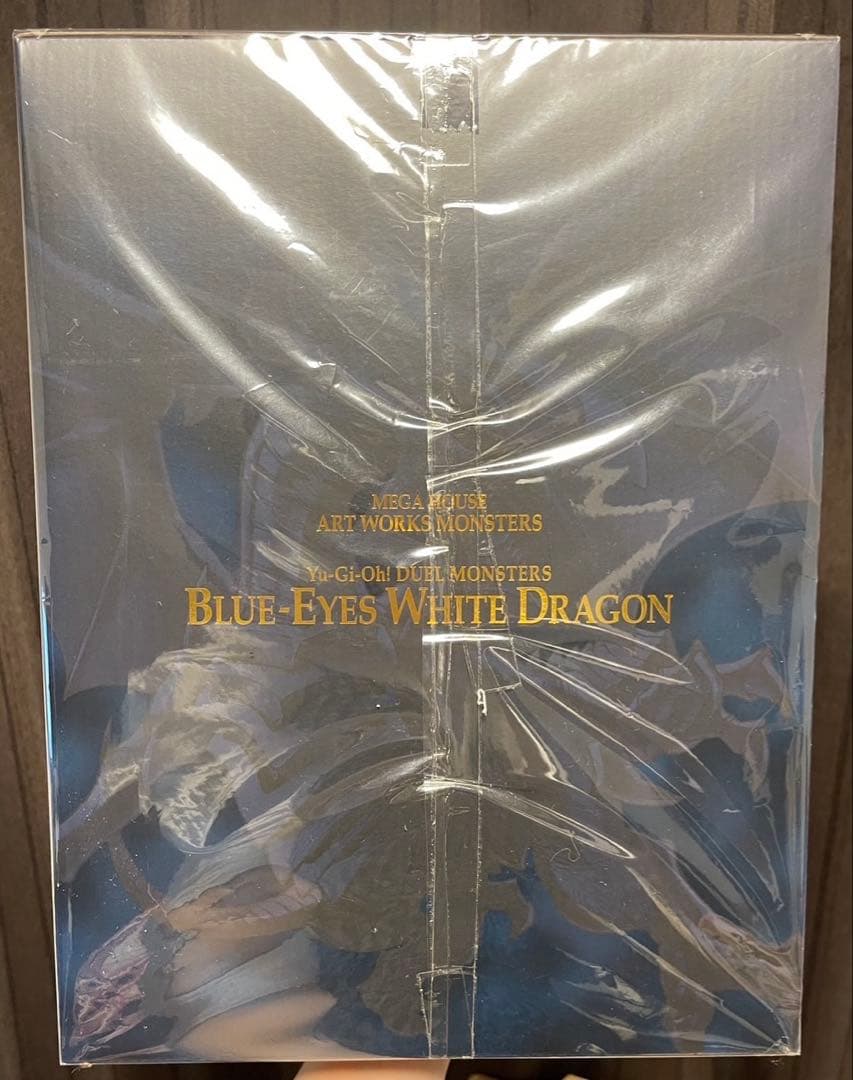 MEGA HOUSE
ART WORKS MONSTERS
Yu-Gi-Oh! DUEL MONSTERS
BLUE-EYES WHITE DRAGON